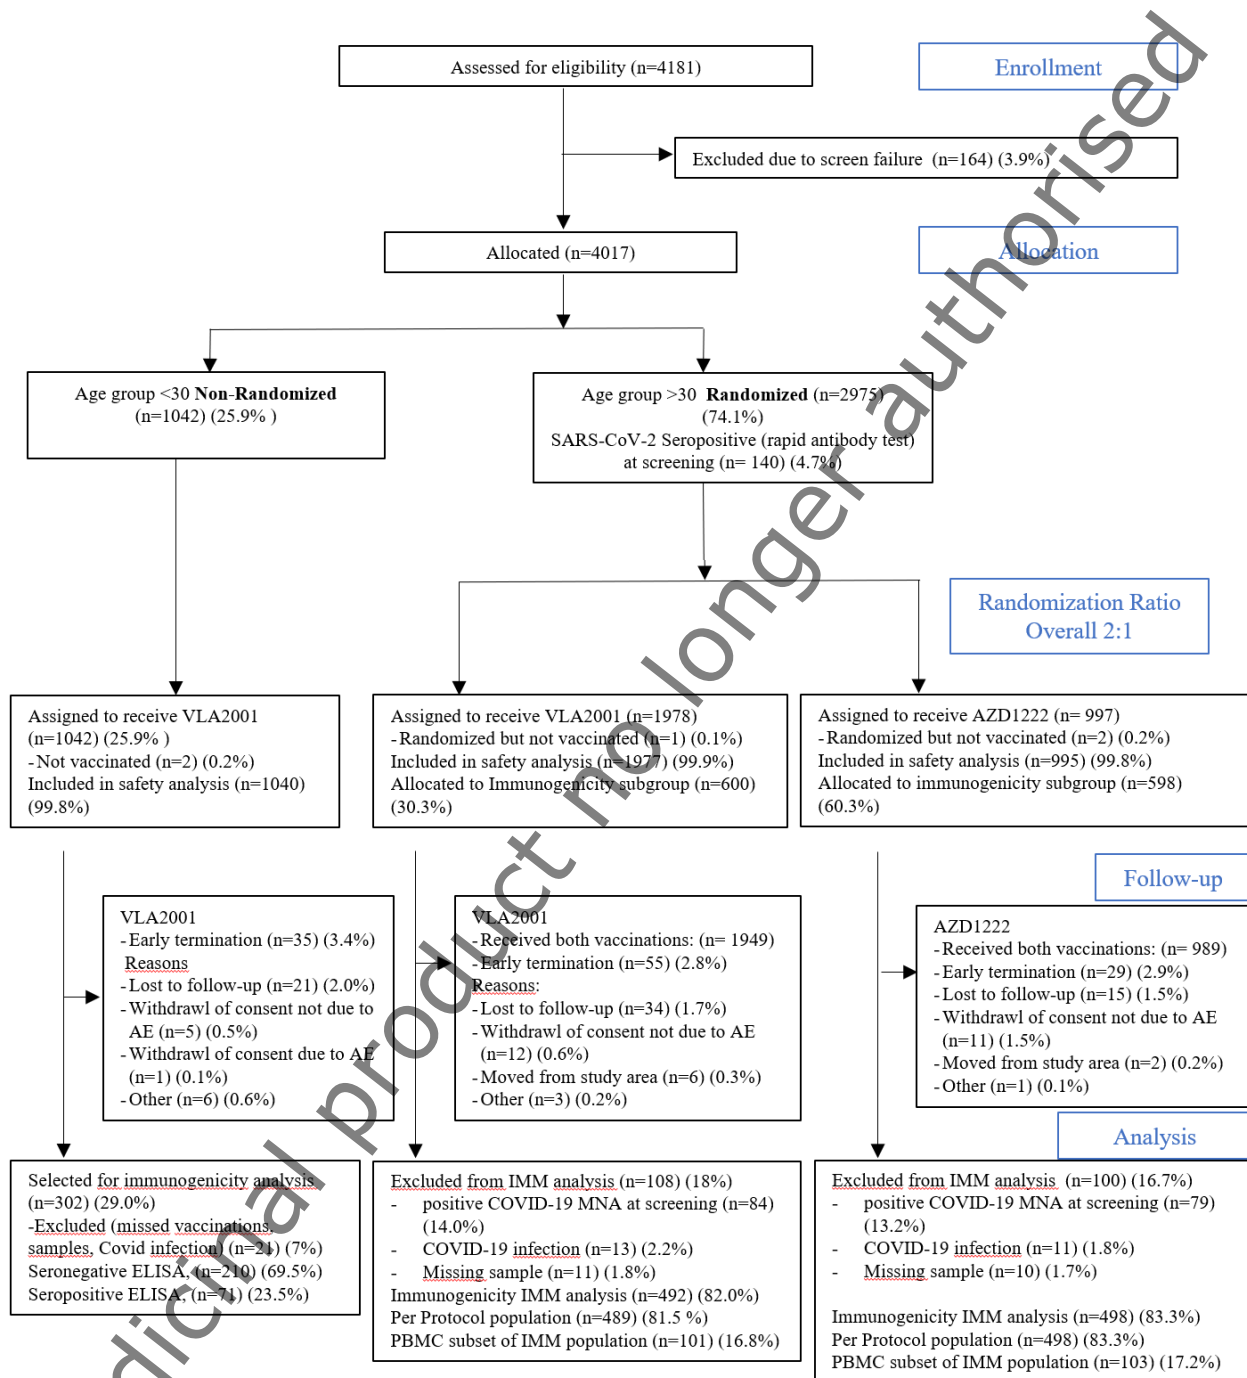 Assessed for eligibility (n=4181)
Enrollment
Excluded due to screen failure (n=164) (3.9%)
Allocated (n=4017)
Allocation
Age group <30 Non-Randomized
(n=1042) (25.9% )
Age group >30 Randomized (n=2975)
(74.1%)
SARS-CoV-2 Seropositive (rapid antibody test)
at screening (n= 140) (4.7%)
Randomization Ratio
Overall 2:1
Assigned to receive VLA2001
(n=1042) (25.9% )
-Not vaccinated (n=2) (0.2%)
Included in safety analysis (n=1040)
(99.8%)
Assigned to receive VLA2001 (n=1978)
-Randomized but not vaccinated (n=1) (0.1%)
Included in safety analysis (n=1977) (99.9%)
Allocated to Immunogenicity subgroup (n=600)
(30.3%)
Assigned to receive AZD1222 (n= 997)
-Randomized but not vaccinated (n=2) (0.2%)
Included in safety analysis (n=995) (99.8%)
Allocated to immunogenicity subgroup (n=598)
(60.3%)
Follow-up
VLA2001
-Early termination (n=35) (3.4%)
Reasons
-Lost to follow-up (n=21) (2.0%)
-Withdrawl of consent not due to
AE (n=5) (0.5%)
-Withdrawl of consent due to AE
(n=1) (0.1%)
-Other (n=6) (0.6%)
VLA2001
-Received both vaccinations: (n= 1949)
-Early termination (n=55) (2.8%)
Reasons:
-Lost to follow-up (n=34) (1.7%)
-Withdrawl of consent not due to AE
(n=12) (0.6%)
-Moved from study area (n=6) (0.3%)
-Other (n=3) (0.2%)
AZD1222
-Received both vaccinations: (n= 989)
-Early termination (n=29) (2.9%)
-Lost to follow-up (n=15) (1.5%)
-Withdrawl of consent not due to AE
(n=11) (1.5%)
-Moved from study area (n=2) (0.2%)
-Other (n=1) (0.1%)
Analysis
Selected for immunogenicity analysis
(n=302) (29.0%)
-Excluded (missed vaccinations,
samples, Covid infection) (n=21) (7%)
Seronegative ELISA, (n=210) (69.5%)
Seropositive ELISA, (n=71) (23.5%)
Excluded from IMM analysis (n=108) (18%)
- positive COVID-19 MNA at screening (n=84)
(14.0%)
- COVID-19 infection (n=13) (2.2%)
- Missing sample (n=11) (1.8%)
Immunogenicity IMM analysis (n=492) (82.0%)
Per Protocol population (n=489) (81.5 %)
PBMC subset of IMM population (n=101) (16.8%)
Excluded from IMM analysis (n=100) (16.7%)
- positive COVID-19 MNA at screening (n=79)
(13.2%)
- COVID-19 infection (n=11) (1.8%)
- Missing sample (n=10) (1.7%)
Immunogenicity IMM analysis (n=498) (83.3%)
Per Protocol population (n=498) (83.3%)
PBMC subset of IMM population (n=103) (17.2%)
dicinal product no longer authorised